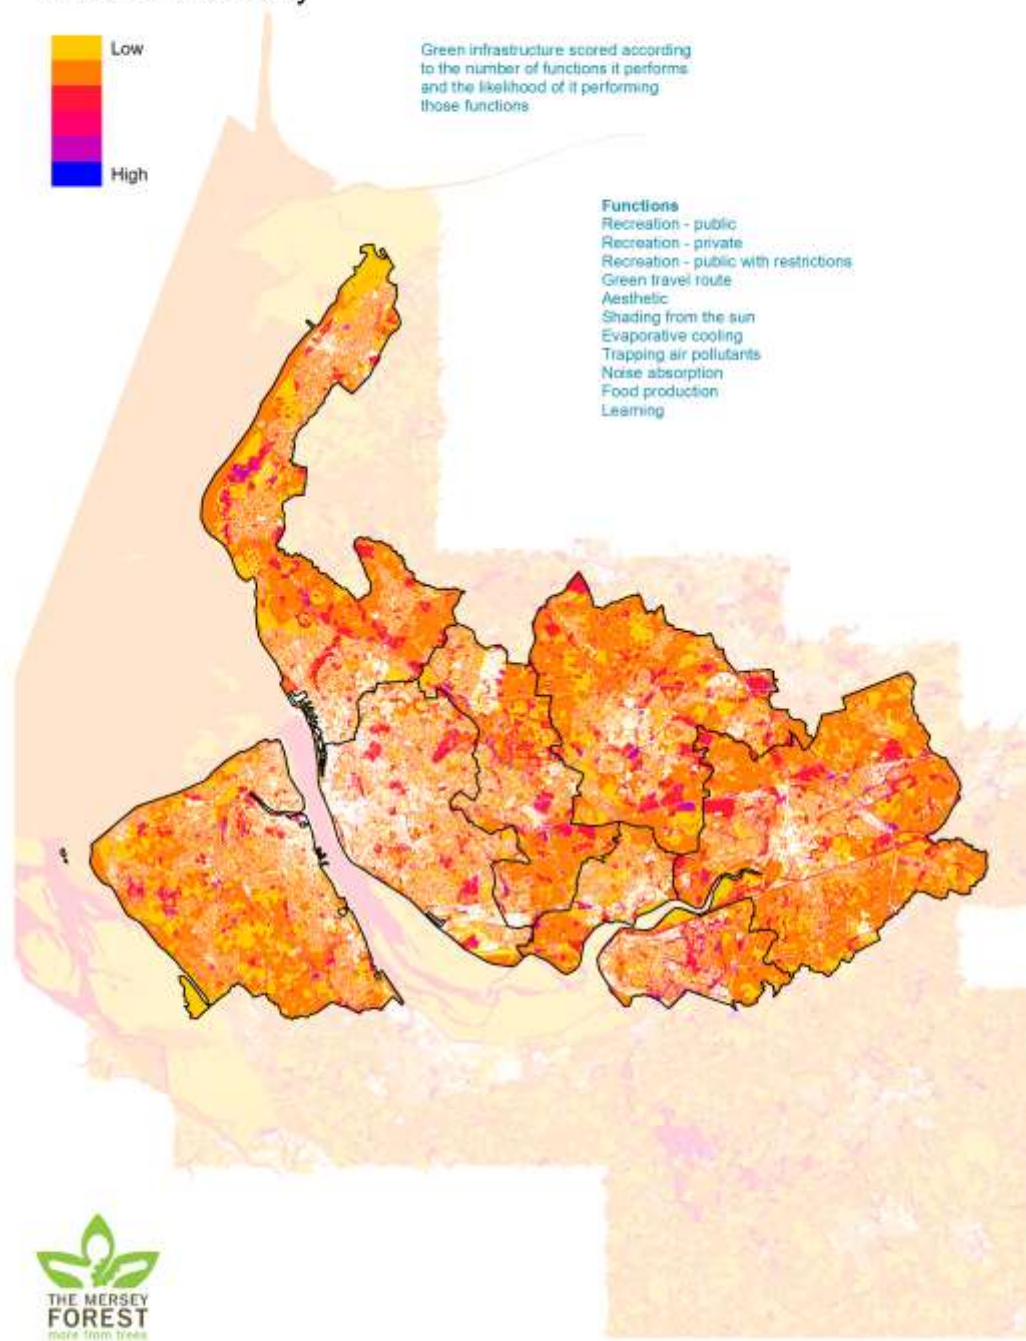 Low
High
Green infrastructure scored according
to the number of functions it performs
and the likelihood of it performing
those functions
Functions
Recreation - public
Recreation - private
Recreation - public with restrictions
Green travel route
Aesthetic
Shading from the sun
Evaporative cooling
Trapping air pollutants
Noise absorption
Food production
Learning
THE MERSEY
FOREST
more from trees